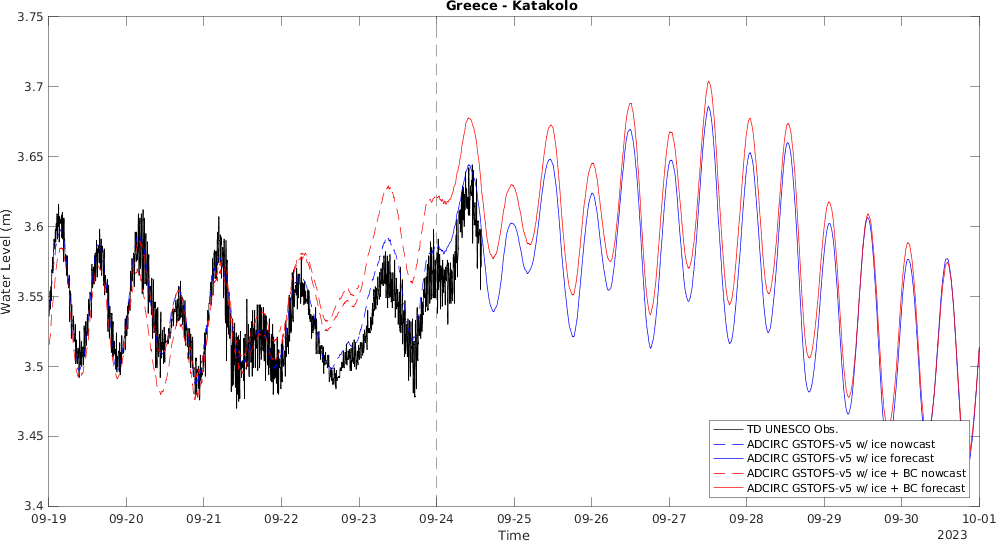 Greece - Katakolo
3.75
3.7
3.65
3.6
3.55
3.5
3.45
3.4
Water Level (m)
TD UNESCO Obs.
ADCIRC GSTOFS-v5 w/ ice nowcast
ADCIRC GSTOFS-v5 w/ ice forecast
ADCIRC GSTOFS-v5 w/ ice + BC nowcast
ADCIRC GSTOFS-v5 w/ ice + BC forecast
09-19 09-20 09-21 09-22 09-23 09-24 09-25 09-26 09-27 09-28 09-29 09-30 10-01
Time
2023